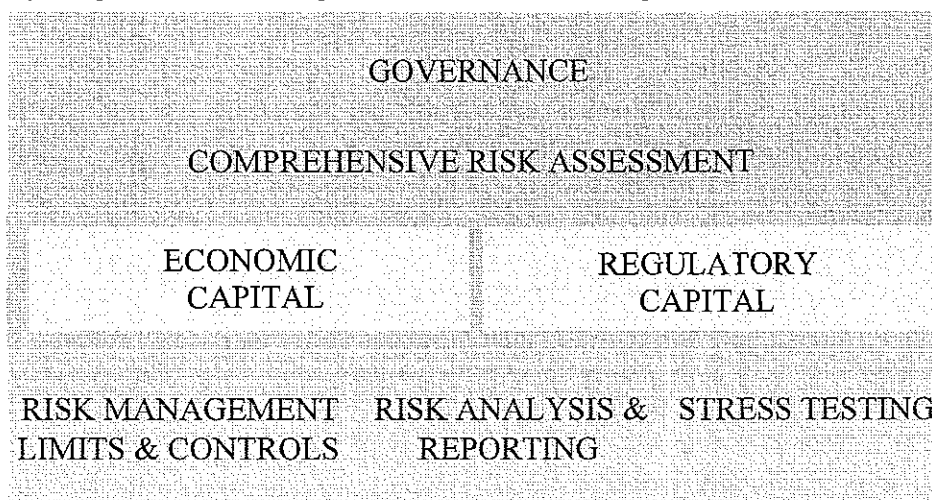 GOVERNANCE
COMPREHENSIVE RISK ASSESSMENT
ECONOMIC
CAPITAL
REGULATORY
CAPITAL
RISK MANAGEMENT
LIMITS & CONTROLS
RISK ANALYSIS &
REPORTING
STRESS TESTING